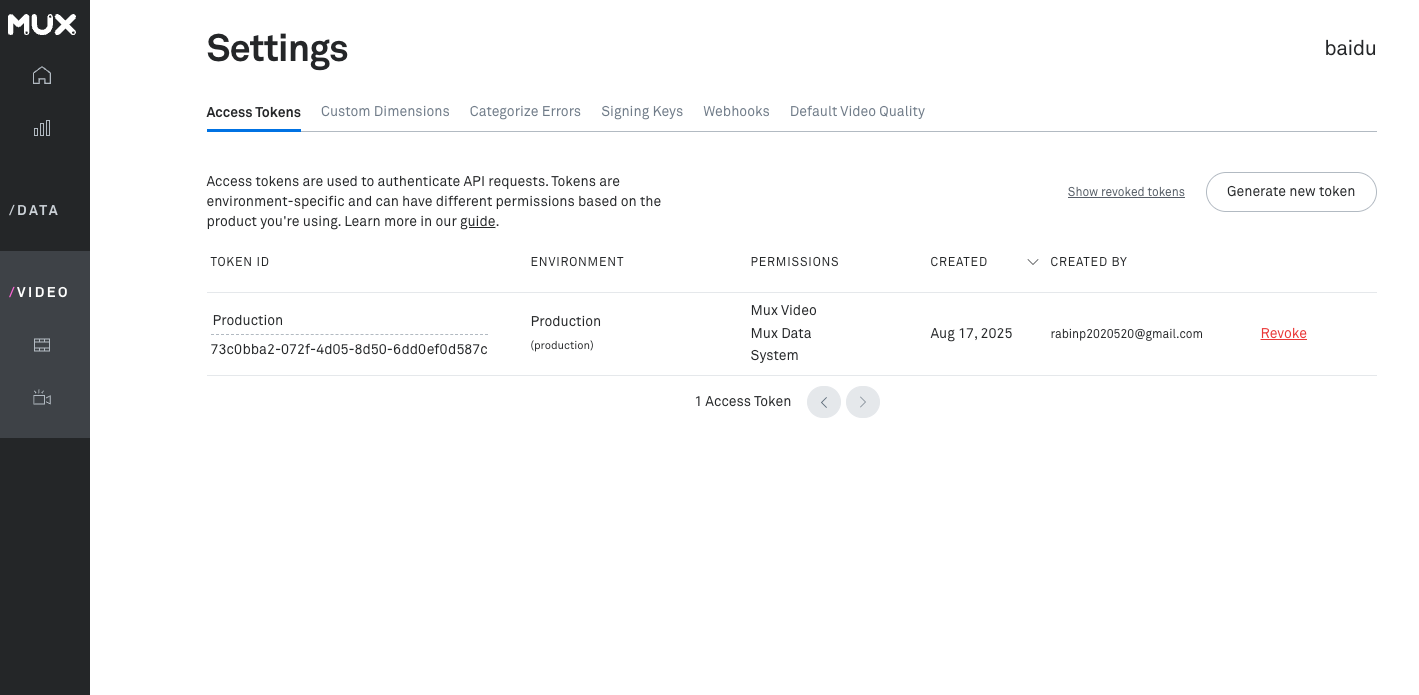 MUX
Settings
baidu
Access Tokens Custom Dimensions Categorize Errors Signing Keys Webhooks Default Video Quality
Access tokens are used to authenticate API requests. Tokens are
environment-specific and can have different permissions based on the
product you're using. Learn more in our guide.
Show revoked tokens
Generate new token
/DATA
/VIDEO
TOKEN ID ENVIRONMENT PERMISSIONS CREATED CREATED BY
Production
73c0bba2-072f-4d05-8d50-6dd0ef0d587c
Production
(production)
Mux Video
Mux Data
System
Aug 17, 2025
rabinp2020520@gmail.com
Revoke
1 Access Token